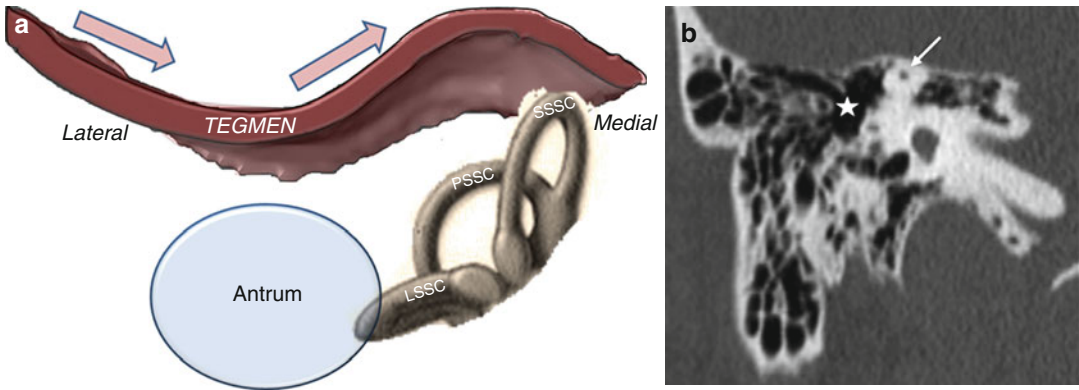 a
Lateral
TEGMEN
SSSC
Medial
PSSC
LSSC
Antrum
b